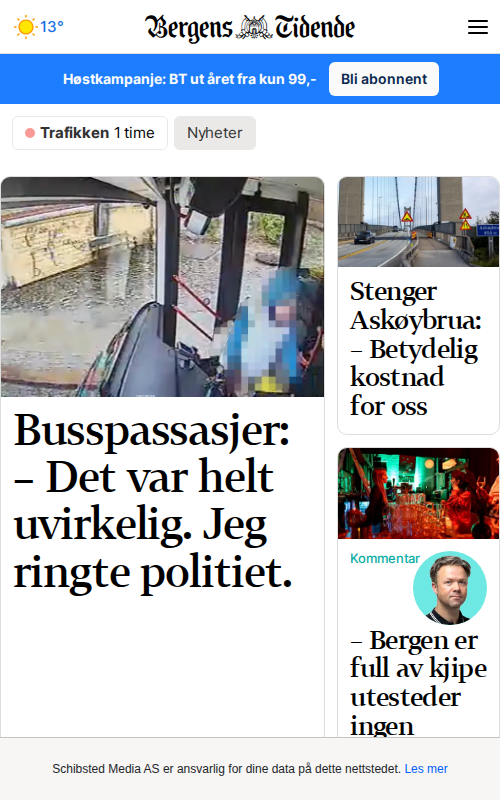 13°
Bergens Tidende
Høstkampanje: BT ut året fra kun 99,-
Bli abonnent
Trafikken 1 time
Nyheter
Busspassasjer:
– Det var helt
uvirkelig. Jeg
ringte politiet.
Stenger
Askøybrua:
– Betydelig
kostnad
for oss
Kommentar
– Bergen er
full av kjipe
utesteder
ingen
Schibsted Media AS er ansvarlig for dine data på dette nettstedet. Les mer